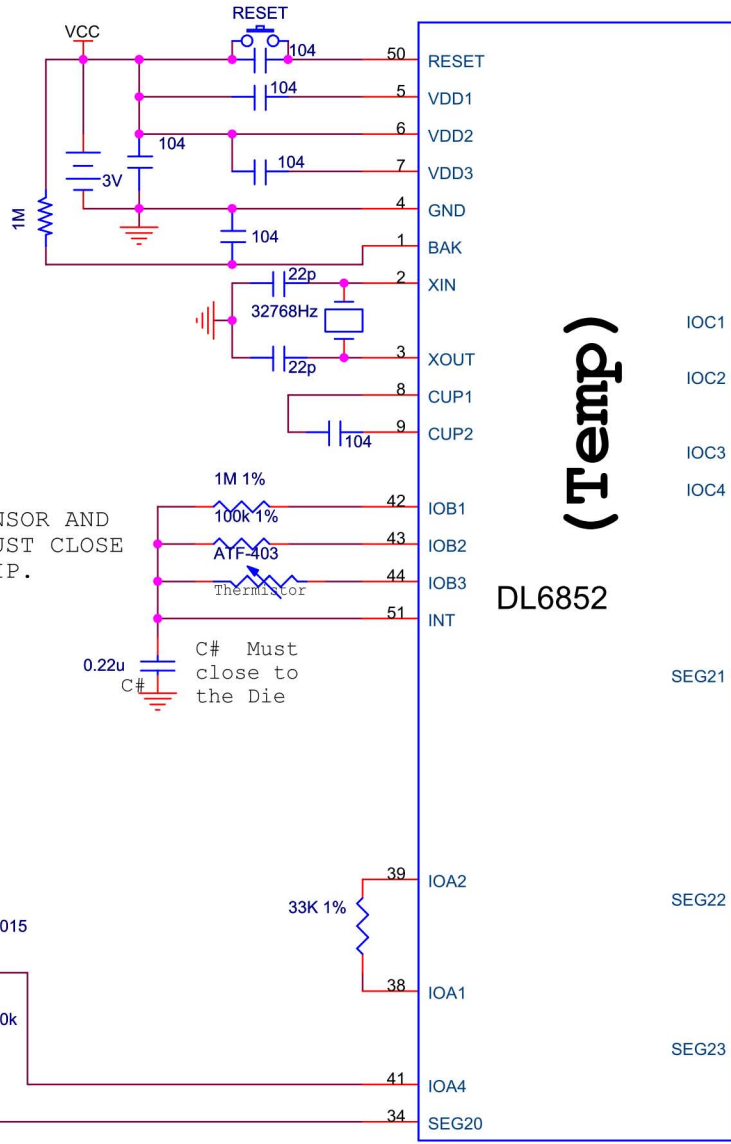 RESET
VCC
104
50
RESET
104
5
VDD1
6
VDD2
104
104
7
VDD3
3V
4
GND
1M
104
1
BAK
22p
2
XIN
32768Hz
IOC1
3
XOUT
22p
IOC2
8
CUP1
9
CUP2
104
IOC3
(Temp)
1M 1%
IOC4
42
IOB1
NSOR AND
100k 1%
43
IOB2
UST CLOSE
ATF-403
44
IOB3
IP.
Thermistor
DL6852
51
INT
C# Must
0.22u
close to
C#
the Die
SEG21
39
IOA2
33K 1%
SEG22
015
38
IOA1
0k
SEG23
41
IOA4
34
SEG20